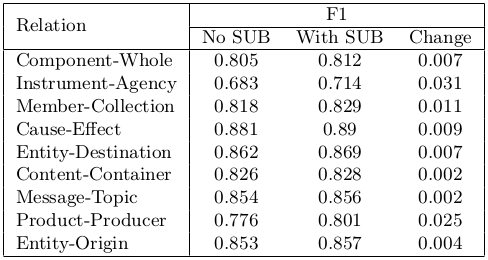 Relation F1
No SUB With SUB Change
Component-Whole 0.805 0.812 0.007
Instrument-Agency 0.683 0.714 0.031
Member-Collection 0.818 0.829 0.011
Cause-Effect 0.881 0.89 0.009
Entity-Destination 0.862 0.869 0.007
Content-Container 0.826 0.828 0.002
Message-Topic 0.854 0.856 0.002
Product-Producer 0.776 0.801 0.025
Entity-Origin 0.853 0.857 0.004